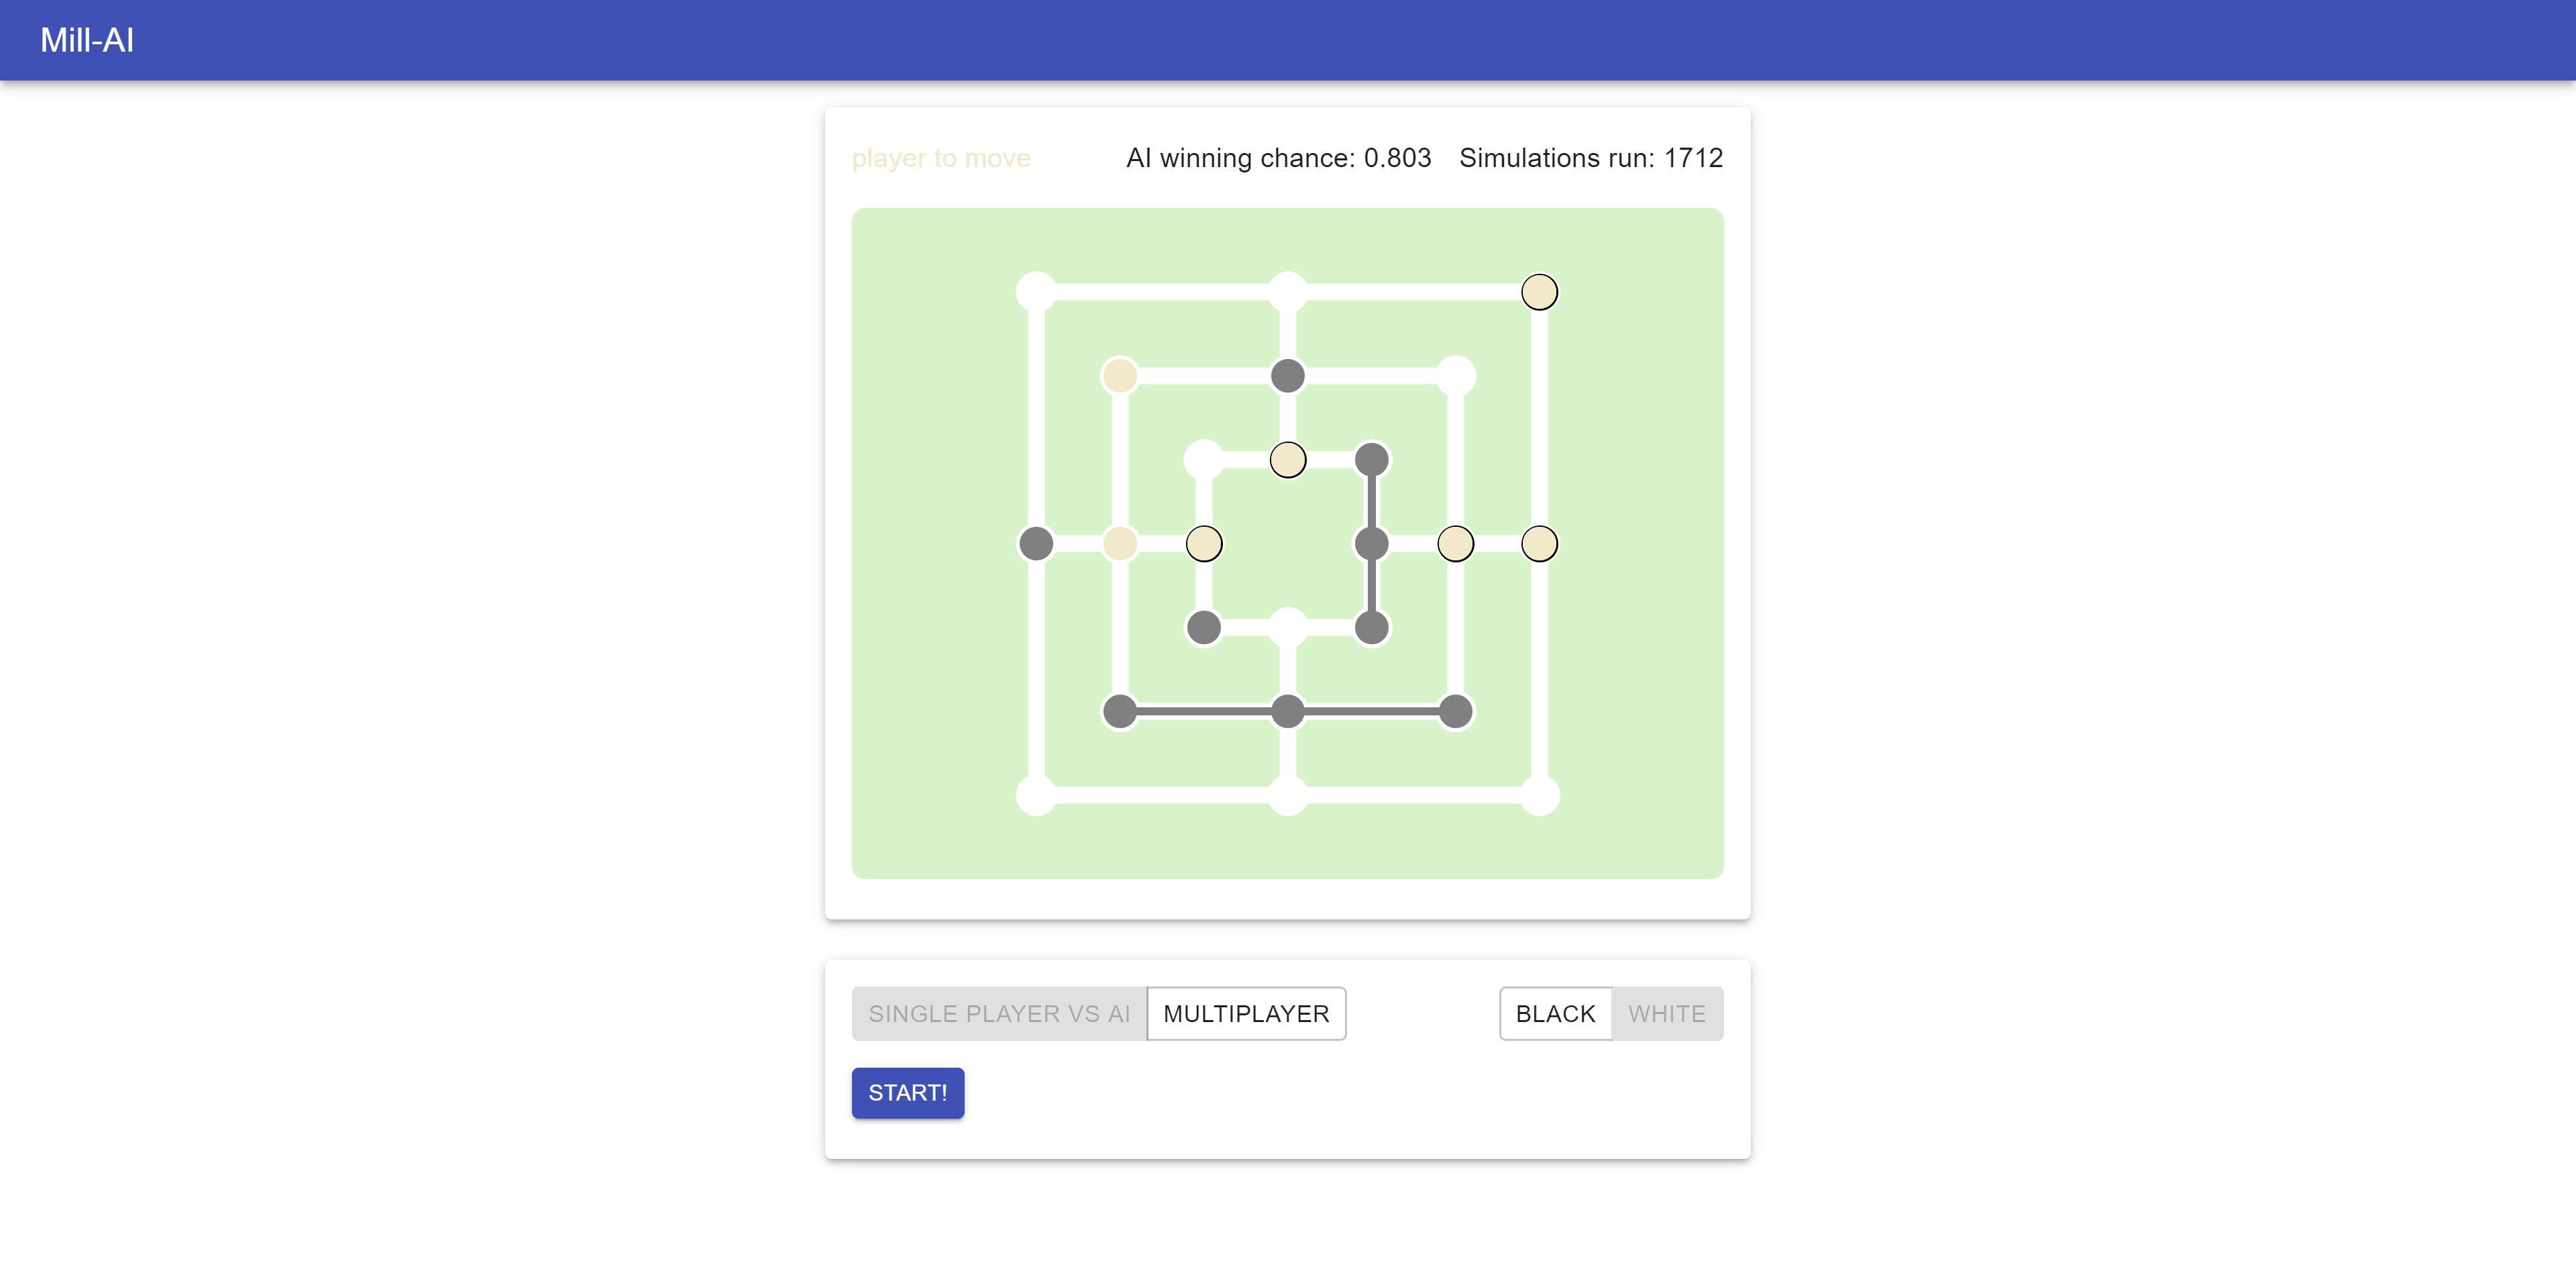 Mill-AI
player to move AI winning chance: 0.803 Simulations run: 1712
SINGLE PLAYER VS AI MULTIPLAYER BLACK WHITE
START!